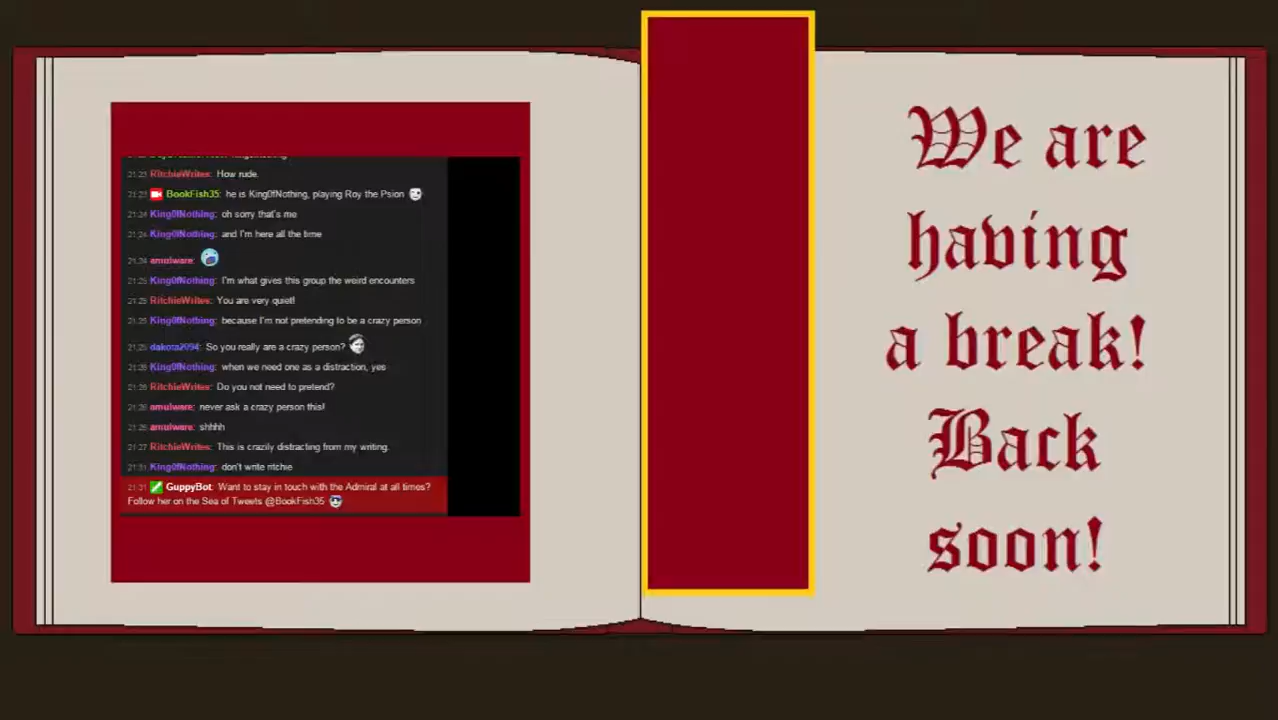 21:23 RitchieWrites: How rude.
21:23 BookFish35: he is King0fNothing, playing Roy the Psion
21:24 King0fNothing: oh sorry that's me
21:24 King0fNothing: and I'm here all the time
21:24 amulware:
21:25 King0fNothing: I'm what gives this group the weird encounters
21:25 RitchieWrites: You are very quiet!
21:25 King0fNothing: because I'm not pretending to be a crazy person
21:25 dakota2094: So you really are a crazy person?
21:26 King0fNothing: when we need one as a distraction, yes
21:26 RitchieWrites: Do you not need to pretend?
21:26 amulware: never ask a crazy person this!
21:26 amulware: shhhh
21:27 RitchieWrites: This is crazily distracting from my writing.
21:31 King0fNothing: don't write ritchie
21:31 GuppyBot: Want to stay in touch with the Admiral at all times?
Follow her on the Sea of Tweets @BookFish35
We are
having
a break!
Back
soon!